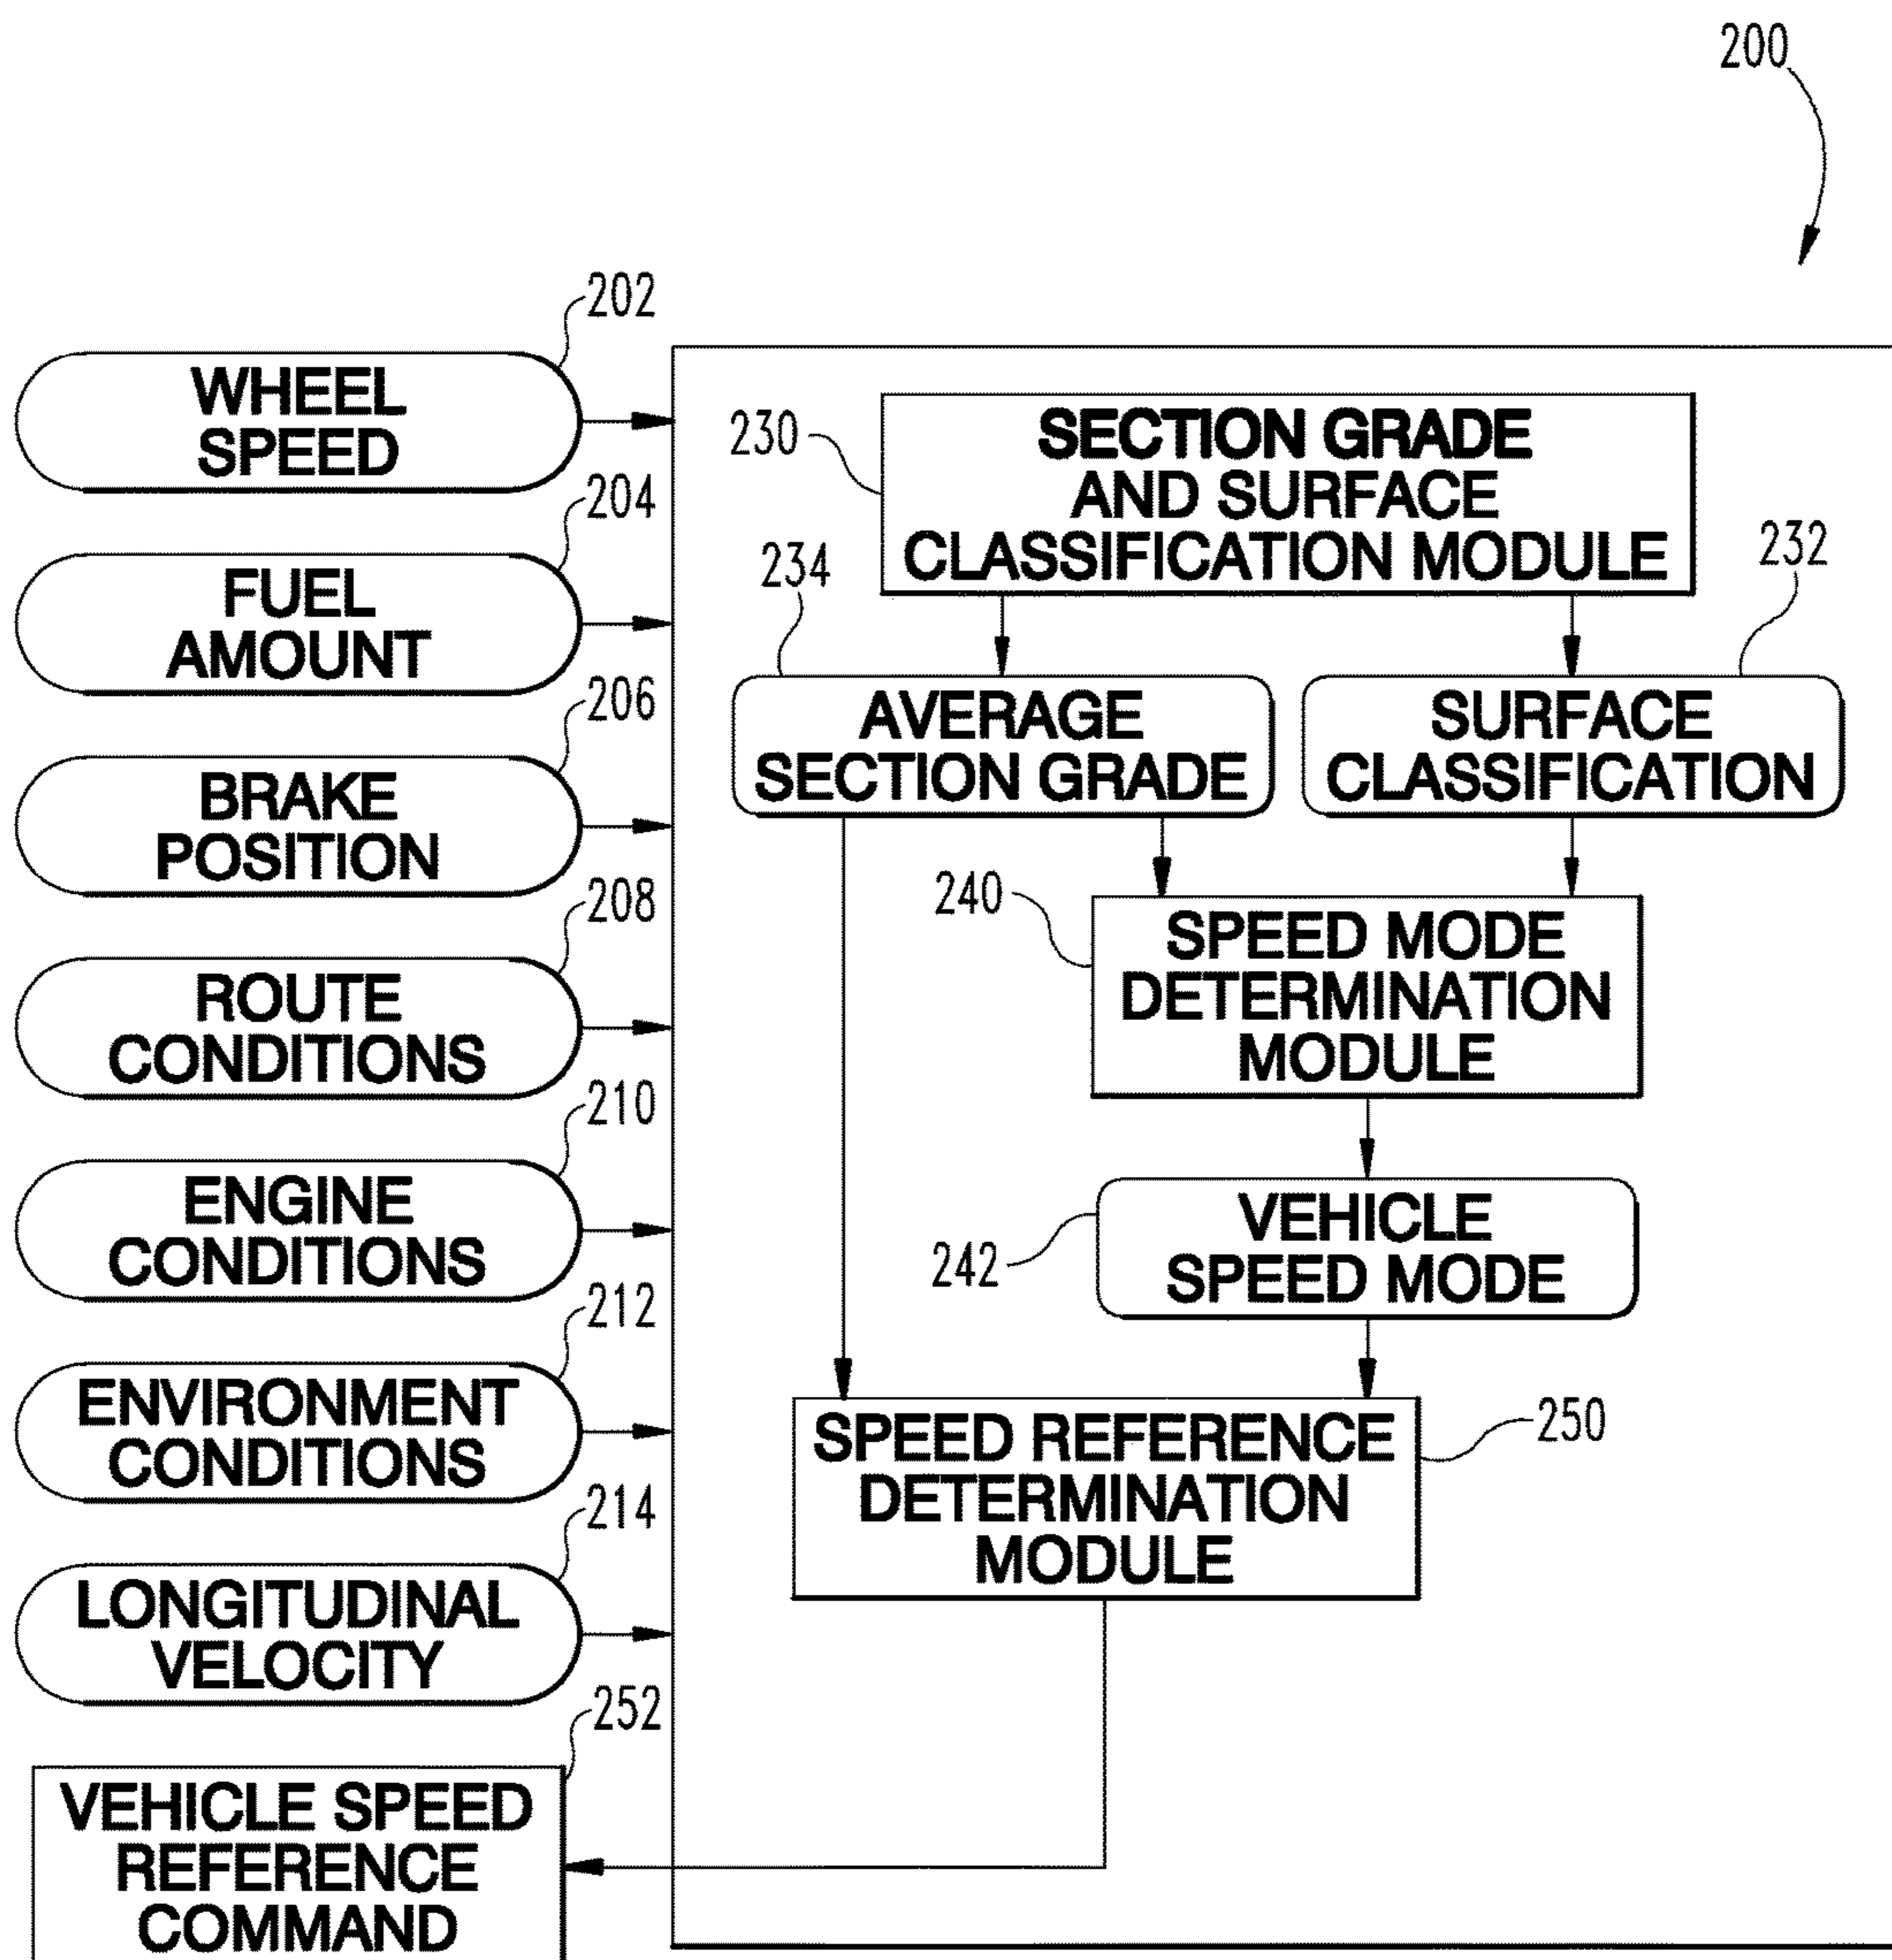 200
202
WHEEL
SPEED
204
FUEL
AMOUNT
206
BRAKE
POSITION
208
ROUTE
CONDITIONS
210
ENGINE
CONDITIONS
212
ENVIRONMENT
CONDITIONS
214
LONGITUDINAL
VELOCITY
252
VEHICLE SPEED
REFERENCE
COMMAND
230
SECTION GRADE
AND SURFACE
CLASSIFICATION MODULE
234
AVERAGE
SECTION GRADE
232
SURFACE
CLASSIFICATION
240
SPEED MODE
DETERMINATION
MODULE
242
VEHICLE
SPEED MODE
250
SPEED REFERENCE
DETERMINATION
MODULE